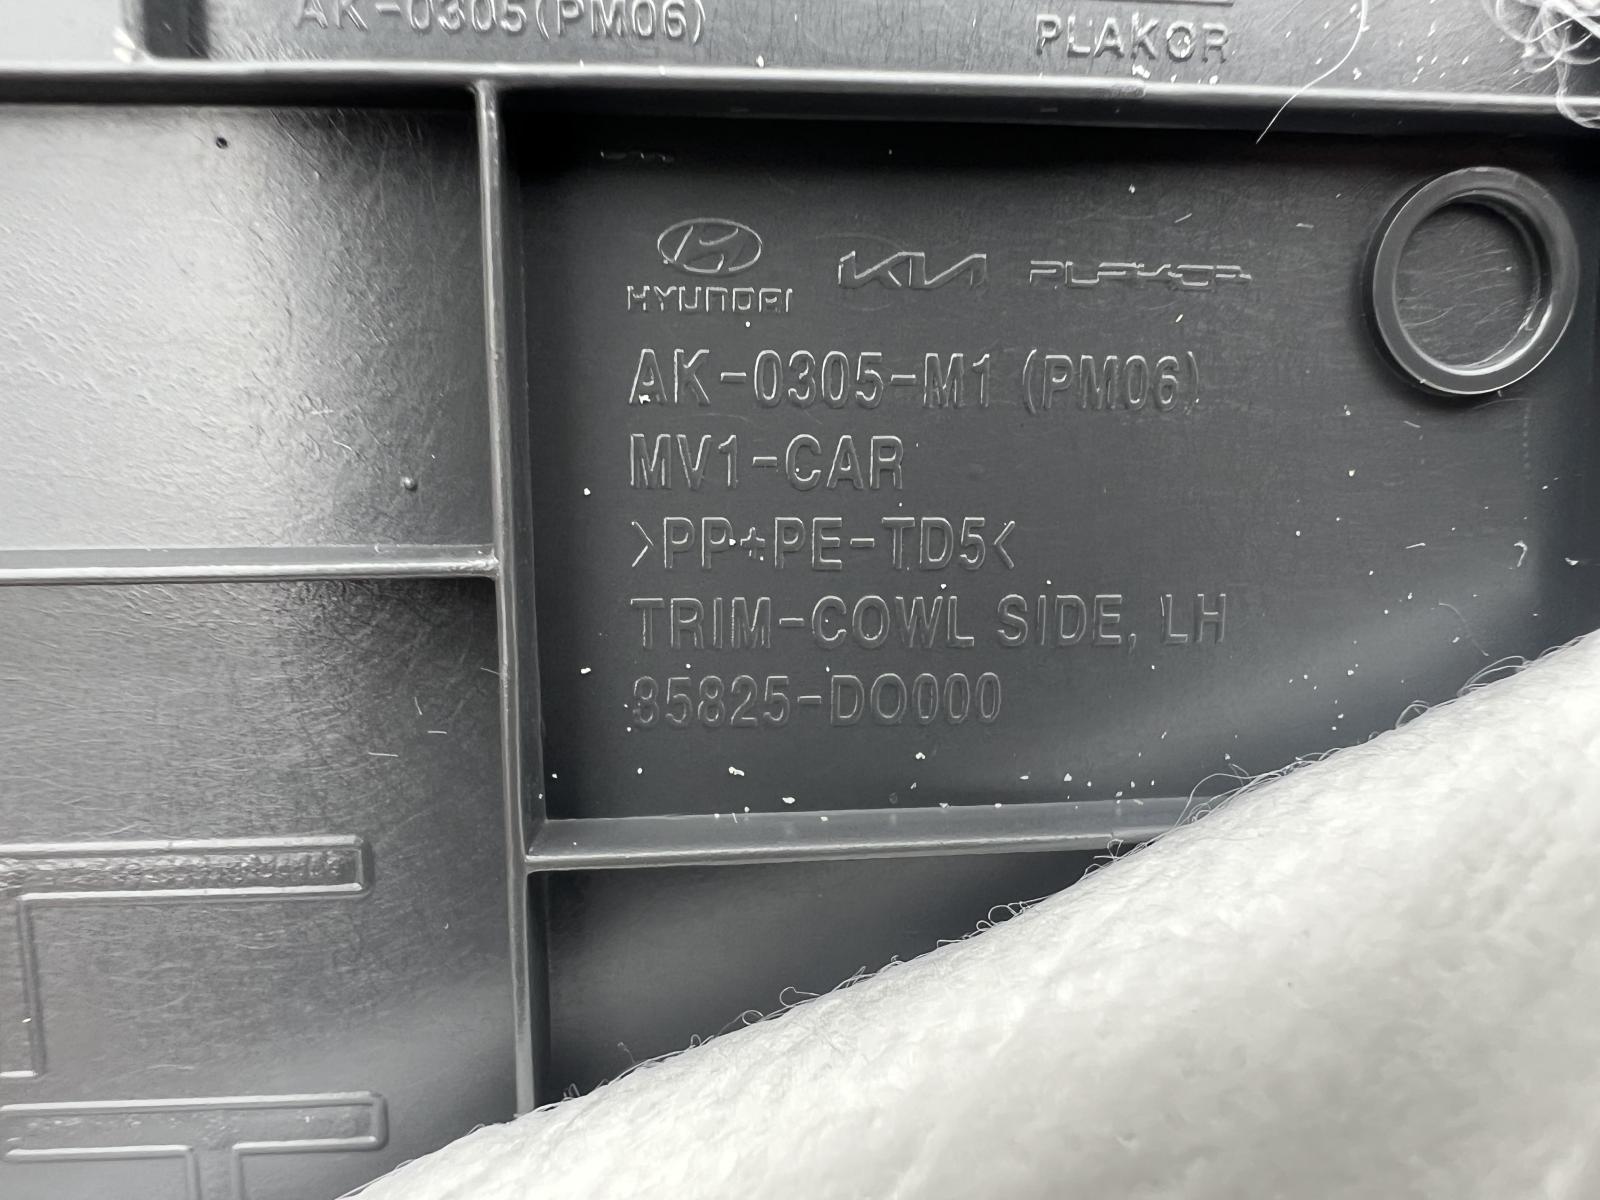 AK-0305(PM06)
PLAKOR
HYUNDAI KIA PLAKOR
AK-0305-M1 (PM06)
MV1-CAR
>PP+PE-TD5<
TRIM-COWL SIDE, LH
85825-DO000